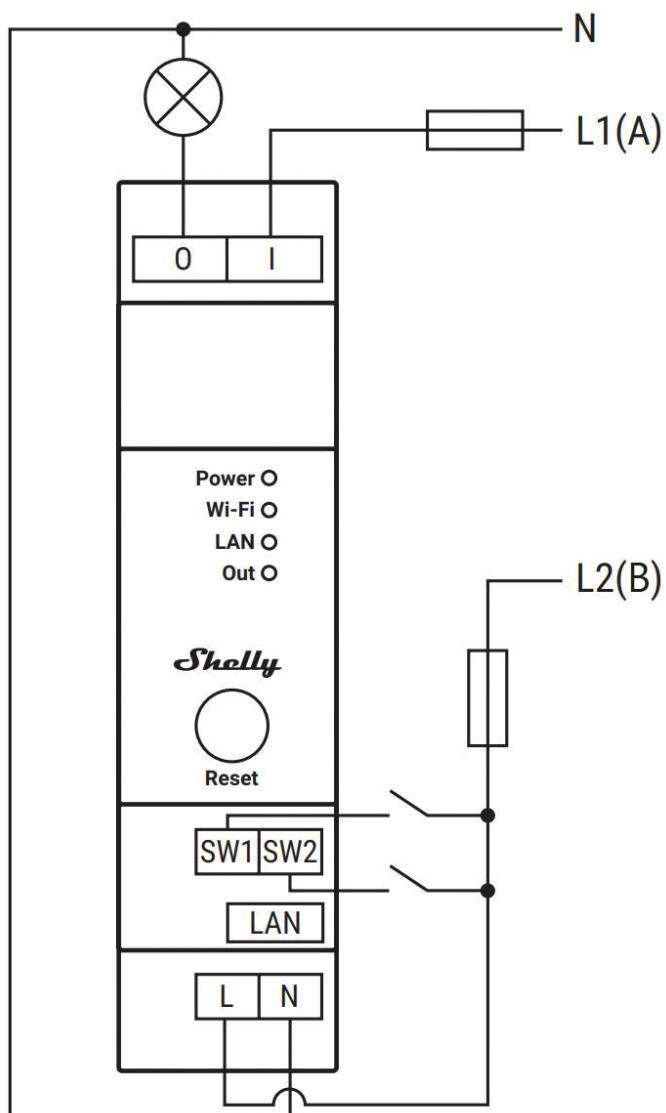 N
L1(A)
O I
Power
Wi-Fi
LAN
Out
L2(B)
Shelly
Reset
SW1 SW2
LAN
L N